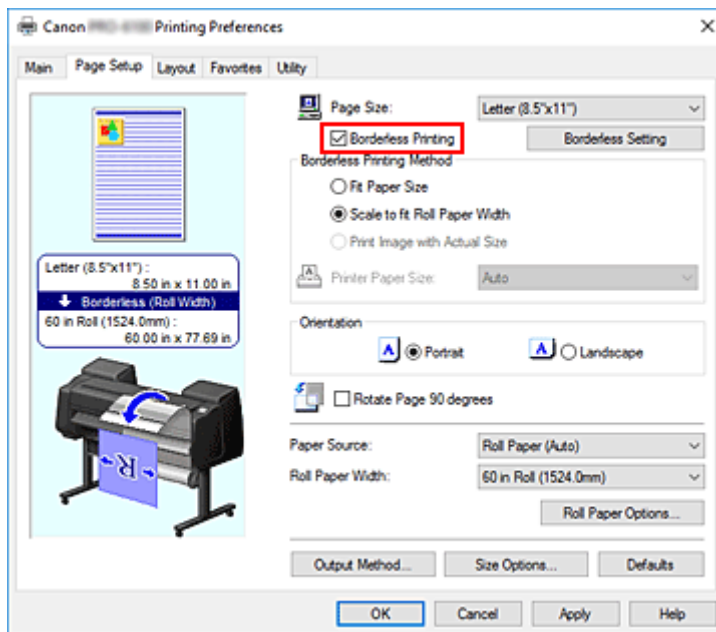 Canon Printing Preferences
Main Page Setup Layout Favorites Utility
Page Size: Letter (8.5"x11")
Borderless Printing Borderless Setting
Borderless Printing Method
Fit Paper Size
Scale to fit Roll Paper Width
Print Image with Actual Size
Printer Paper Size: Auto
Letter (8.5"x11") :
8.50 in x 11.00 in
Borderless (Roll Width)
60 in Roll (1524.0mm) :
60.00 in x 77.69 in
Orientation
A Portrait A Landscape
Rotate Page 90 degrees
R
Paper Source: Roll Paper (Auto)
Roll Paper Width: 60 in Roll (1524.0mm)
Roll Paper Options...
Output Method... Size Options... Defaults
OK Cancel Apply Help